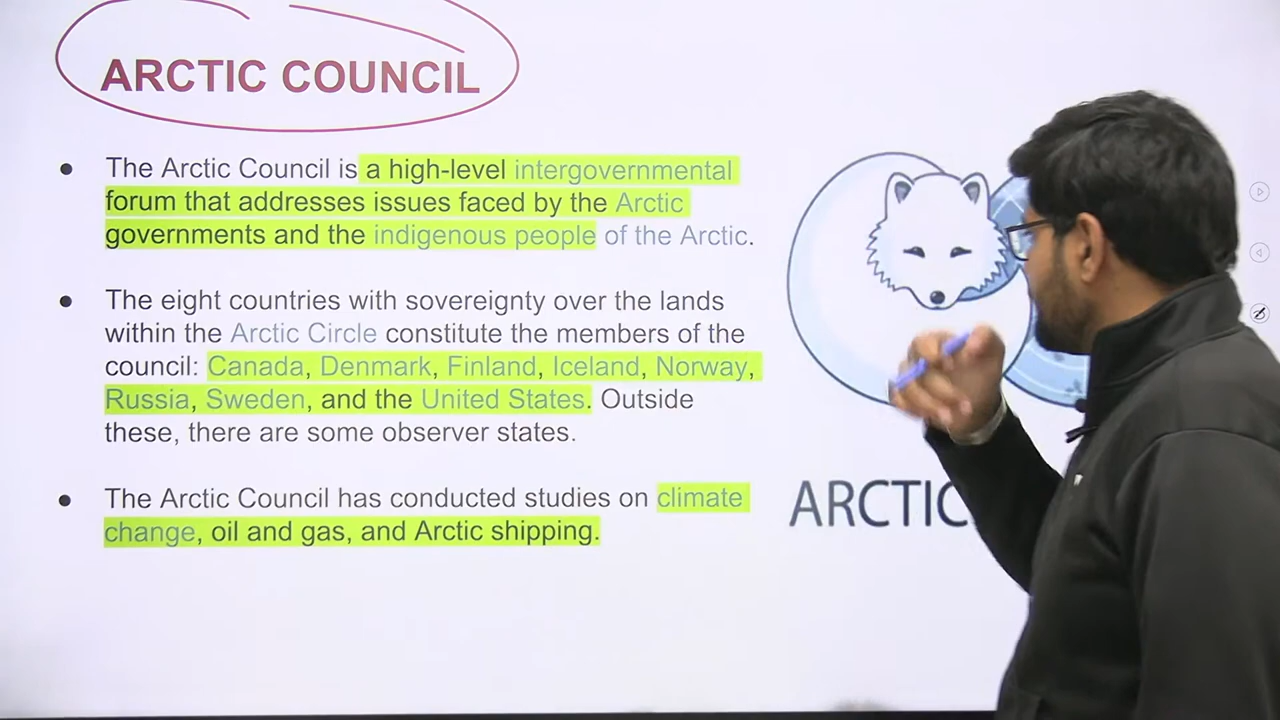 ARCTIC COUNCIL
● The Arctic Council is a high-level intergovernmental
forum that addresses issues faced by the Arctic
governments and the indigenous people of the Arctic.
● The eight countries with sovereignty over the lands
within the Arctic Circle constitute the members of the
council: Canada, Denmark, Finland, Iceland, Norway,
Russia, Sweden, and the United States. Outside
these, there are some observer states.
● The Arctic Council has conducted studies on climate
change, oil and gas, and Arctic shipping.
ARCTIC